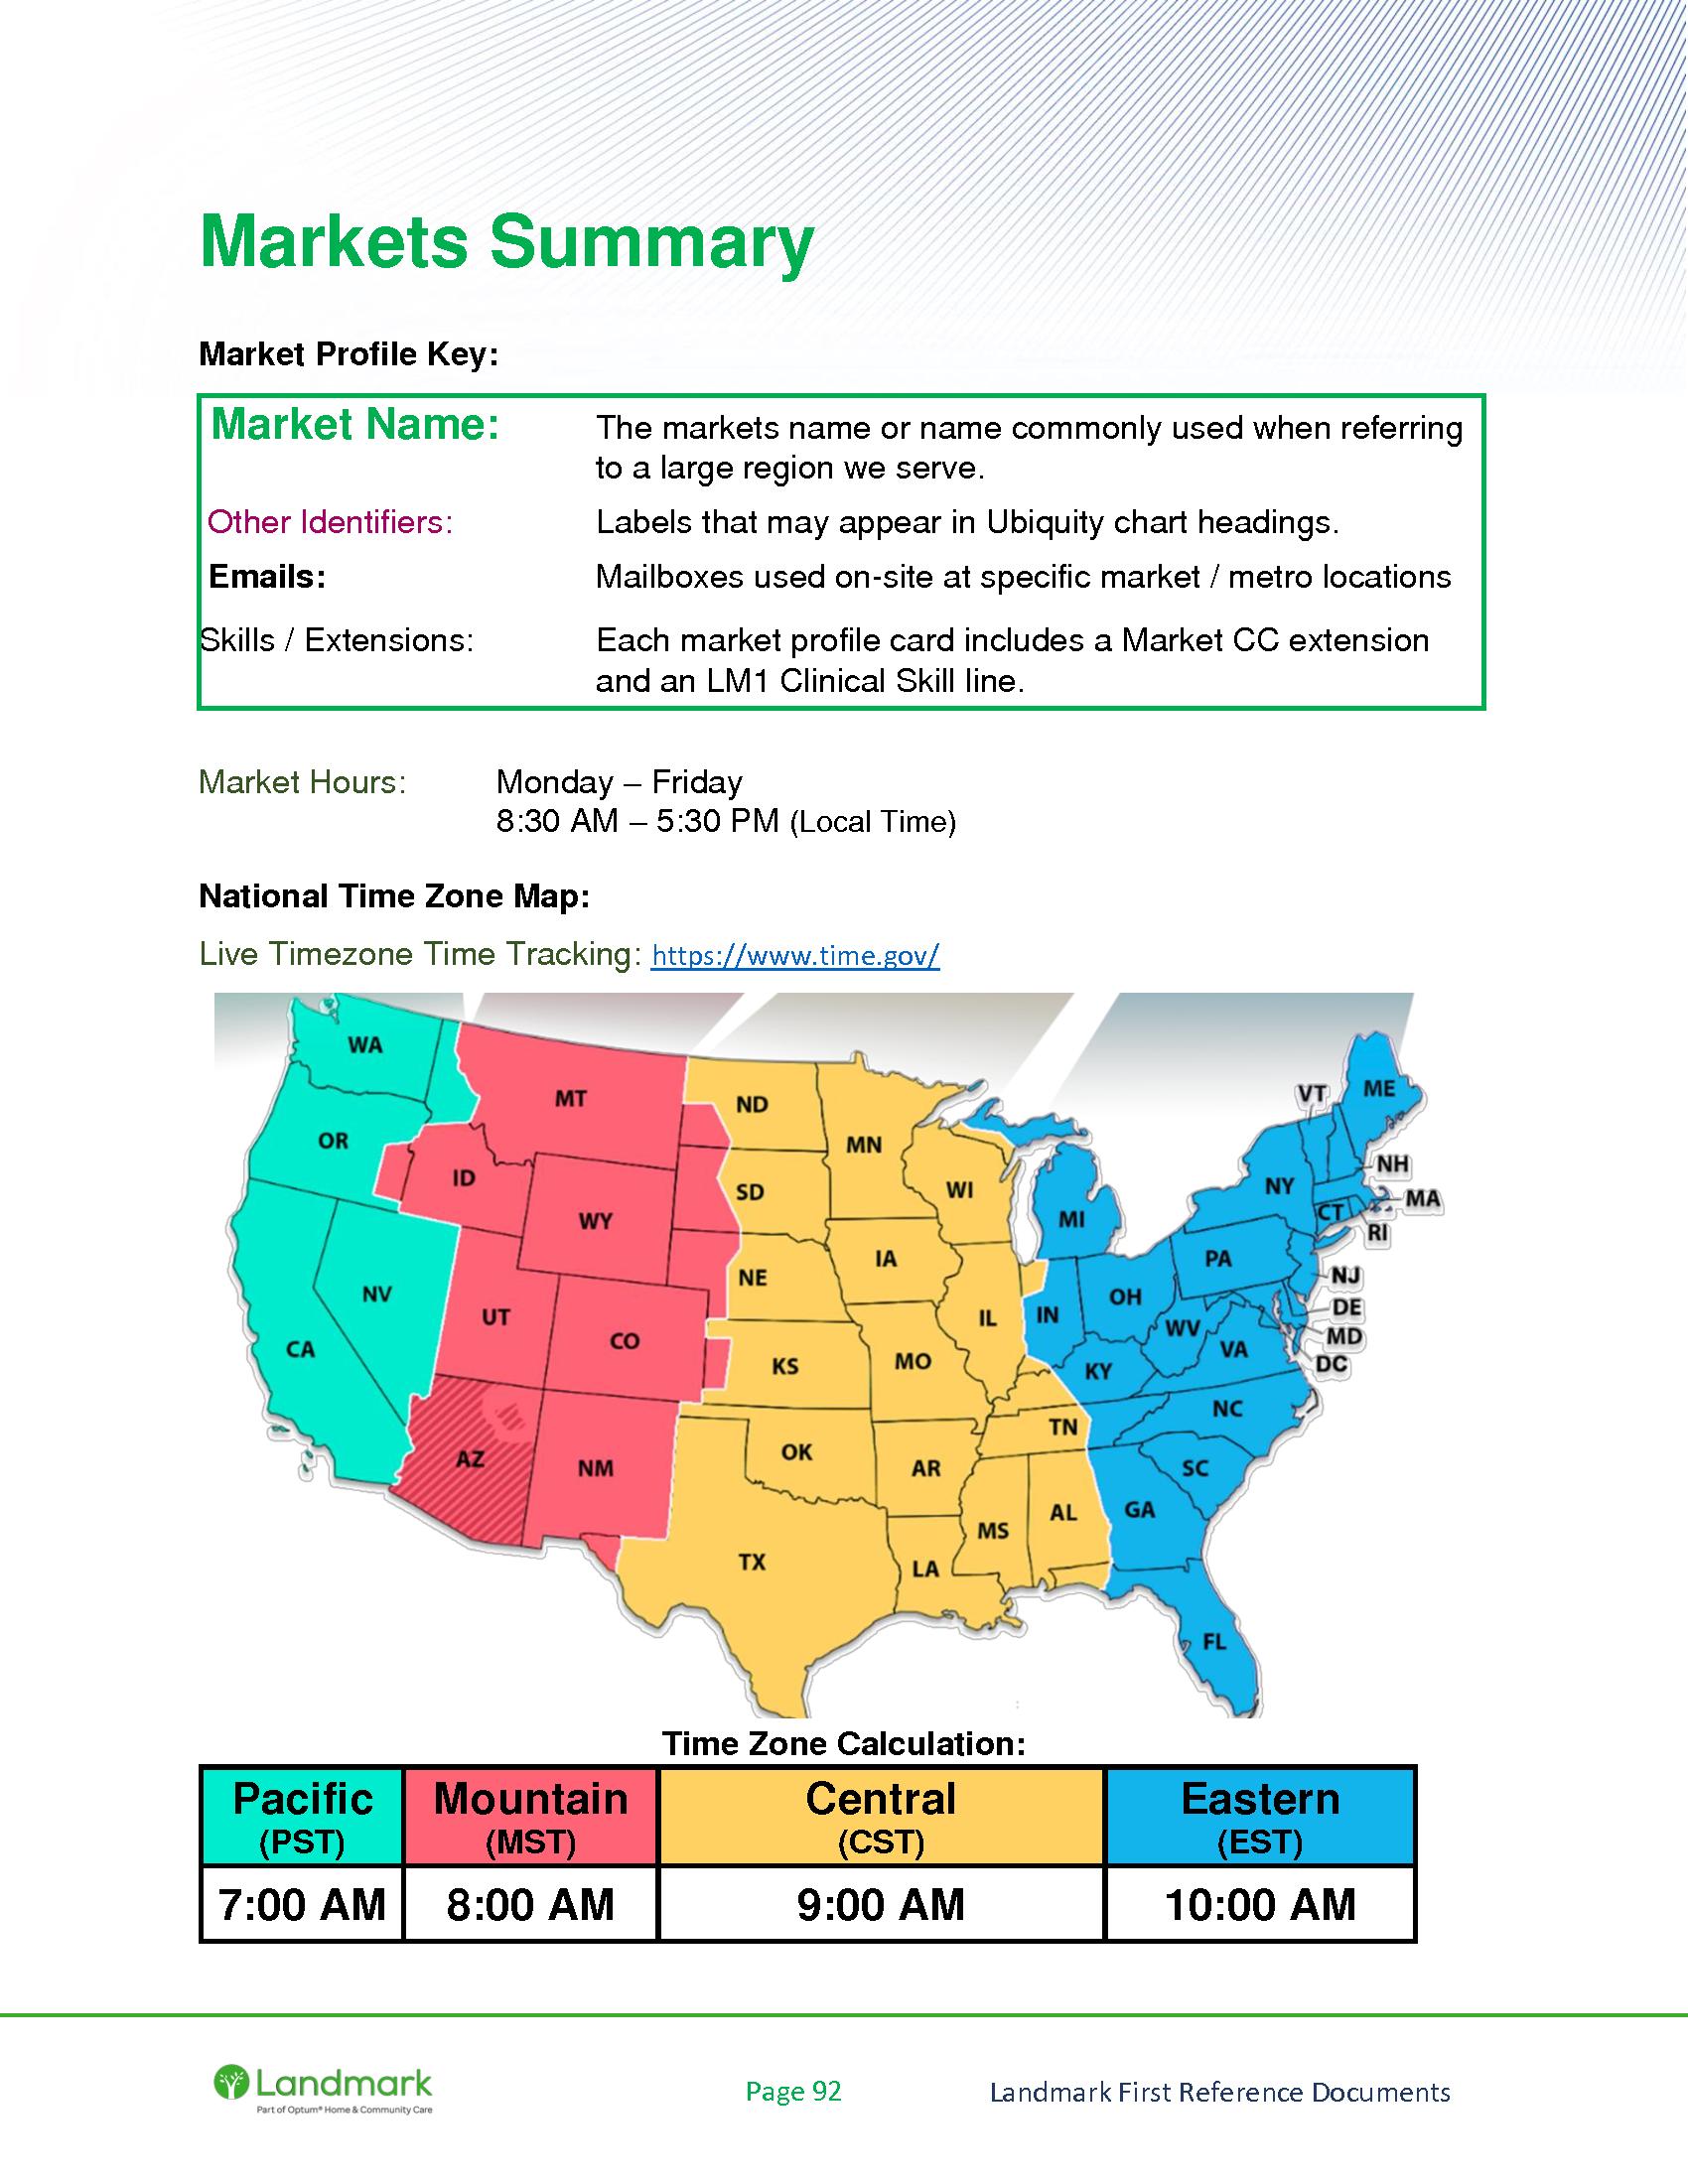 Markets Summary
Market Profile Key:
Market Name: The markets name or name commonly used when referring
to a large region we serve.
Other Identifiers: Labels that may appear in Ubiquity chart headings.
Emails: Mailboxes used on-site at specific market / metro locations
Skills / Extensions: Each market profile card includes a Market CC extension
and an LM1 Clinical Skill line.
Market Hours: Monday – Friday
8:30 AM – 5:30 PM (Local Time)
National Time Zone Map:
Live Timezone Time Tracking: https://www.time.gov/
WA
MT
ND
MN
VT
ME
OR
ID
SD
WI
NY
NH
WY
MI
CT
MA
RI
NV
NE
IA
PA
NJ
UT
CO
IL
IN
OH
DE
CA
KS
MO
WV
VA
MD
KY
DC
NC
AZ
NM
OK
AR
TN
SC
TX
MS
AL
GA
LA
FL
Time Zone Calculation:
Pacific Mountain Central Eastern
(PST) (MST) (CST) (EST)
7:00 AM 8:00 AM 9:00 AM 10:00 AM
Landmark
Part of Optum® Home & Community Care
Page 92
Landmark First Reference Documents